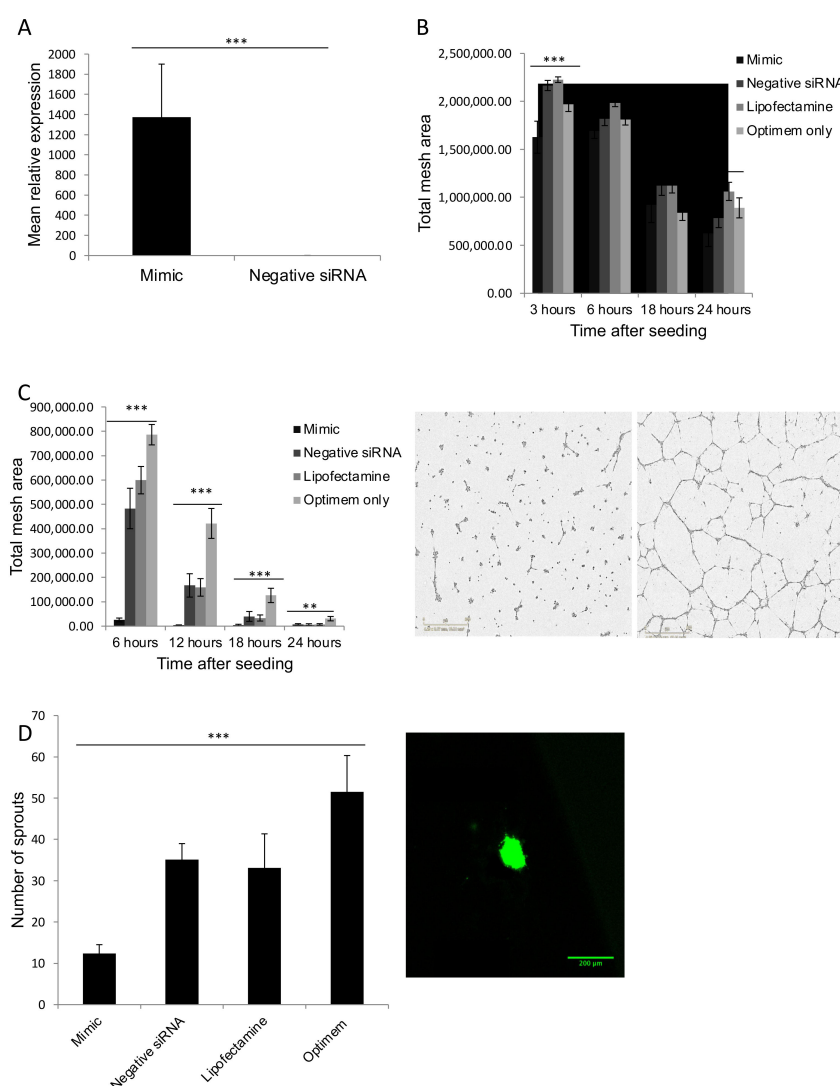 A
***
2000
1800
1600
1400
1200
1000
800
600
400
200
0
Mean relative expression
Mimic Negative siRNA
B
***
2,500,000.00
2,000,000.00
1,500,000.00
1,000,000.00
500,000.00
0.00
Total mesh area
3 hours 6 hours 18 hours 24 hours
Time after seeding
Mimic
Negative siRNA
Lipofectamine
Optimem only
C
***
***
***
**
900,000.00
800,000.00
700,000.00
600,000.00
500,000.00
400,000.00
300,000.00
200,000.00
100,000.00
0.00
Total mesh area
6 hours 12 hours 18 hours 24 hours
Time after seeding
Mimic
Negative siRNA
Lipofectamine
Optimem only
D
***
70
60
50
40
30
20
10
0
Number of sprouts
Mimic
Negative siRNA
Lipofectamine
Optimem
200 µm